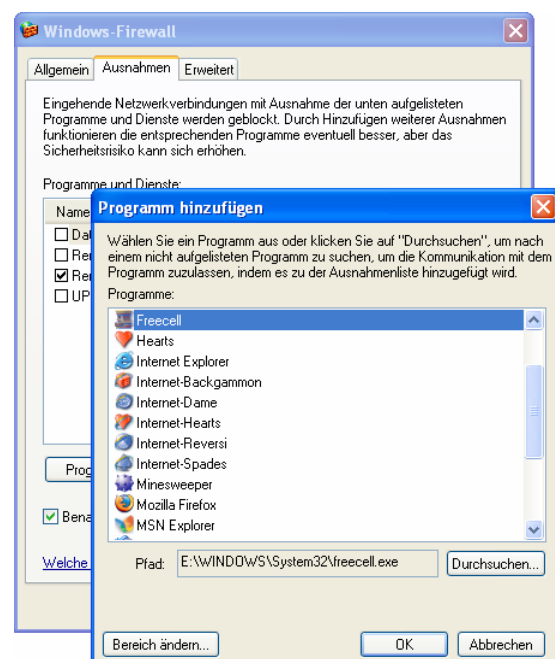 Windows-Firewall
Allgemein Ausnahmen Erweitert
Eingehende Netzwerkverbindungen mit Ausnahme der unten aufgelisteten
Programme und Dienste werden geblockt. Durch Hinzufügen weiterer Ausnahmen
funktionieren die entsprechenden Programme eventuell besser, aber das
Sicherheitsrisiko kann sich erhöhen.
Programme und Dienste:
Name
UP
Welche
Programm hinzufügen
Wählen Sie ein Programm aus oder klicken Sie auf "Durchsuchen", um nach
einem nicht aufgelisteten Programm zu suchen, um die Kommunikation mit dem
Programm zuzulassen, indem es zu der Ausnahmenliste hinzugefügt wird.
Programme:
Freecell
Hearts
Internet Explorer
Internet-Backgammon
Internet-Dame
Internet-Hearts
Internet-Reversi
Internet-Spades
Minesweeper
Mozilla Firefox
MSN Explorer
Pfad: E:\WINDOWS\System32\freecell.exe Durchsuchen...
Bereich ändern... OK Abbrechen